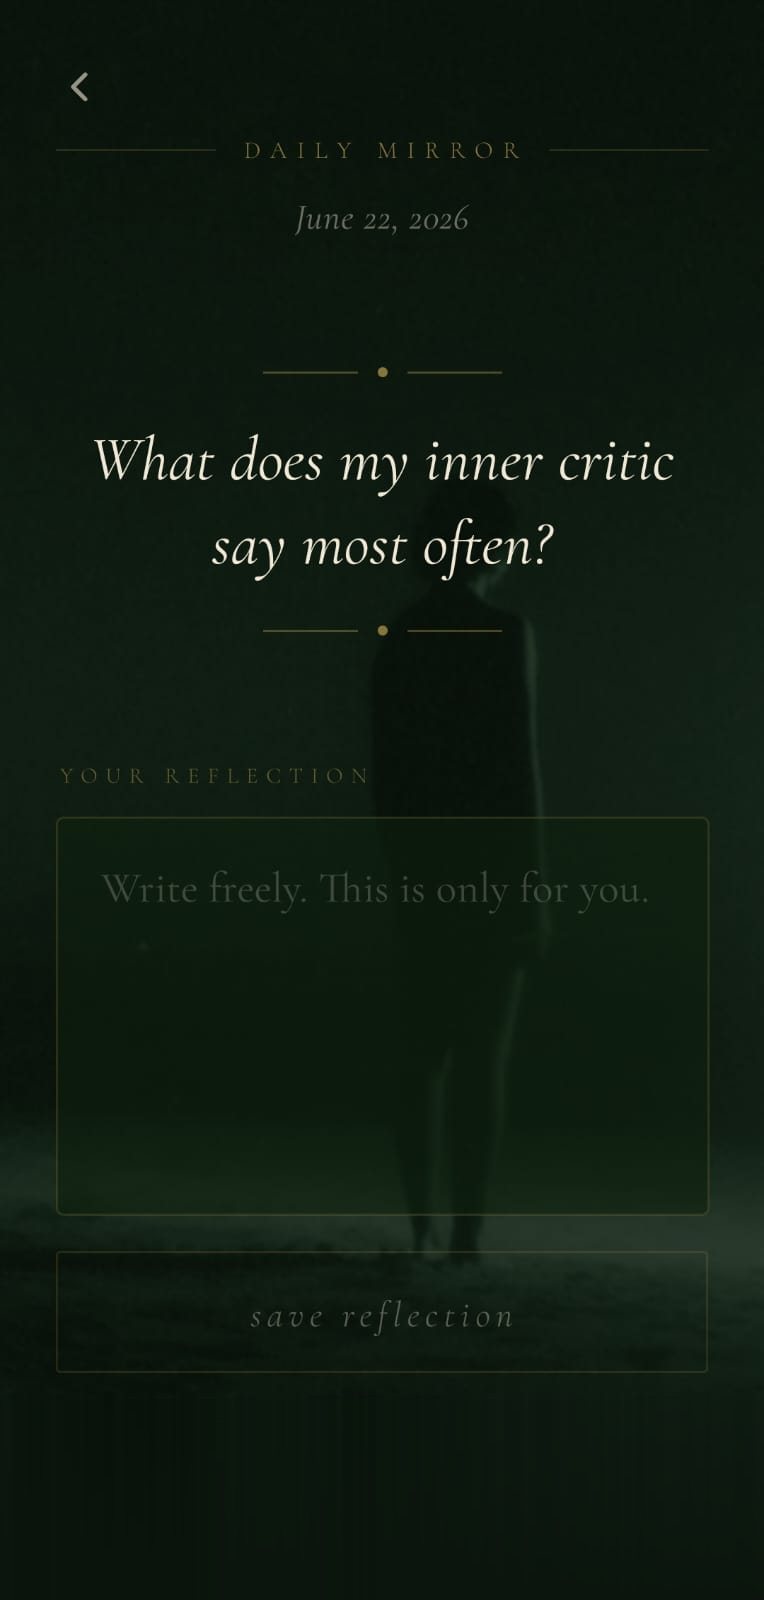 DAILY MIRROR
June 22, 2026
What does my inner critic
say most often?
YOUR REFLECTION
Write freely. This is only for you.
save reflection